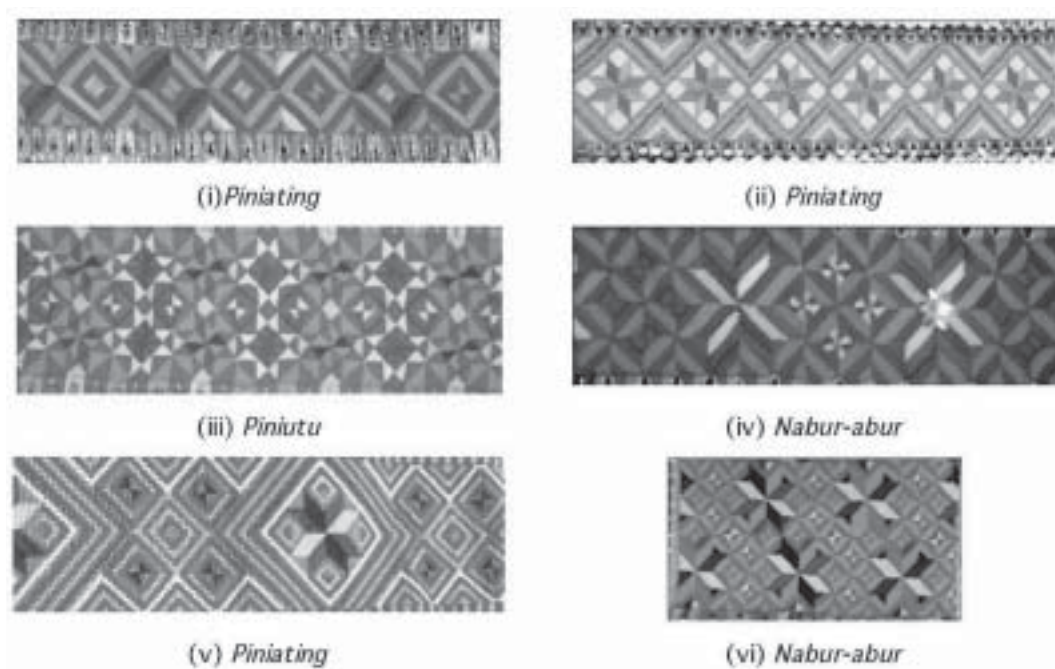 (i)Piniating
(ii) Piniating
(iii) Piniutu
(iv) Nabur-abur
(v) Piniating
(vi) Nabur-abur